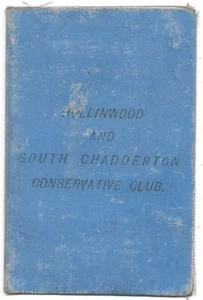 HOLLINWOOD
AND
SOUTH CHADDERTON
CONSERVATIVE CLUB.